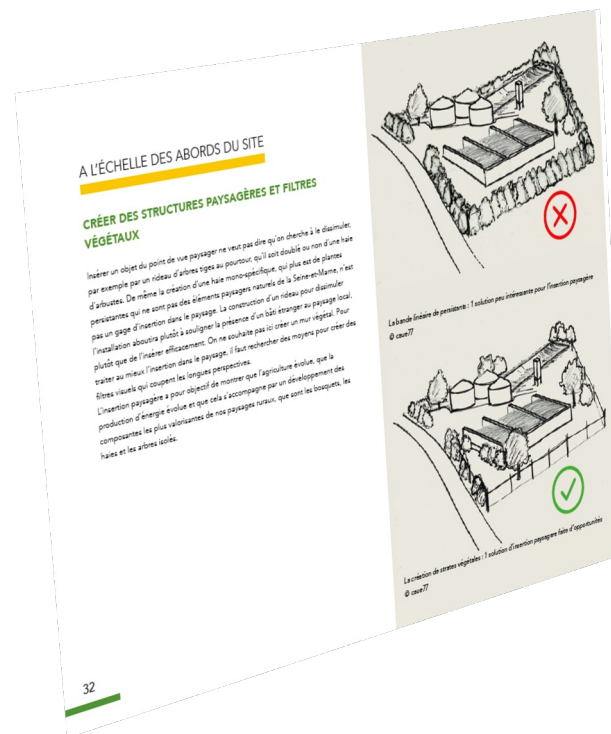 A L'ÉCHELLE DES ABORDS DU SITE
CRÉER DES STRUCTURES PAYSAGÈRES ET FILTRES
VÉGÉTAUX
Insérer un objet du point de vue paysager ne veut pas dire qu'on cherche à le dissimuler,
par exemple par un rideau d'arbres tiges au pourtour, qu'il soit doublé ou non d'une haie
d'arbustes. De même la création d'une haie mono-spécifique, qui plus est de plantes
persistantes qui ne sont pas des éléments paysagers naturels de la Seine-et-Marne, n'est
pas un gage d'insertion dans le paysage. La construction d'un rideau pour dissimuler
l'installation aboutira plutôt à souligner la présence d'un bâti étranger au paysage local,
plutôt que de l'insérer efficacement. On ne souhaite pas ici créer un mur végétal. Pour
traiter au mieux l'insertion dans le paysage, il faut rechercher des moyens pour créer des
filtres visuels qui coupent les longues perspectives.
L'insertion paysagère a pour objectif de montrer que l'agriculture évolue, que la
production d'énergie évolue et que cela s'accompagne par un développement des
composantes les plus valorisantes de nos paysages ruraux, que sont les bosquets, les
haies et les arbres isolés.
32
La bande linéaire de persistants : 1 solution peu intéressante pour l'insertion paysagère
© caue77
La création de strates végétales : 1 solution d'insertion paysagère faite d'opportunités
© caue77